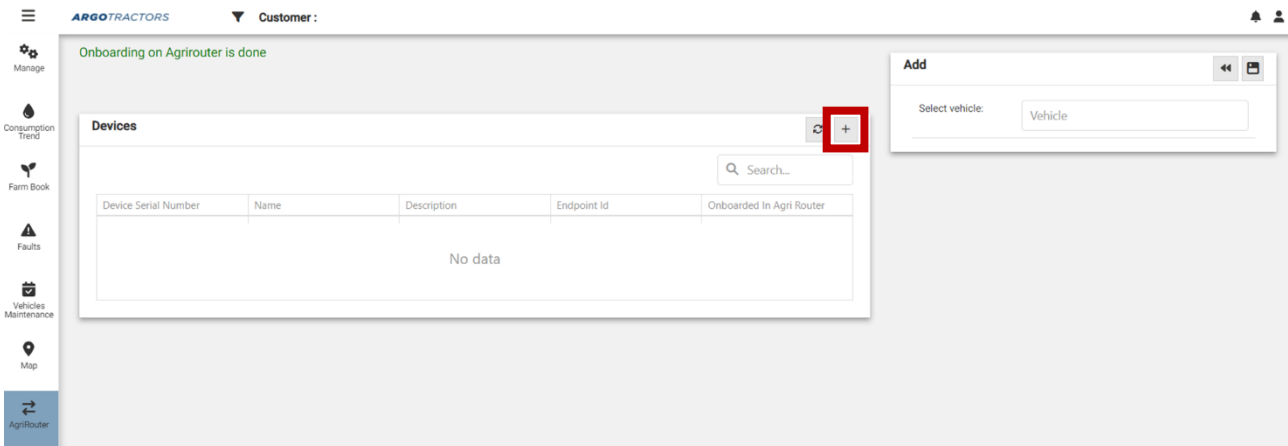 ARGOTRACTORS
Customer :
Manage
Consumption
Trend
Farm Book
Faults
Vehicles
Maintenance
Map
AgriRouter
Onboarding on Agrirouter is done
Devices
Search...
Device Serial Number Name Description Endpoint Id Onboarded In Agri Router
No data
Add
Select vehicle: Vehicle